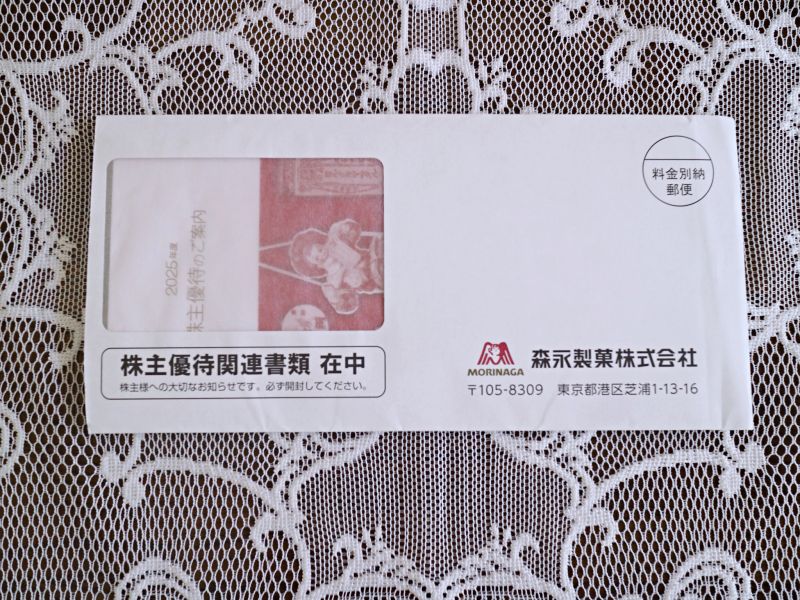 料金別納
郵便
2025年度
株主優待のご案内
株主優待関連書類 在中
株主様への大切なお知らせです。必ず開封してください。
MORINAGA
森永製菓株式会社
〒105-8309 東京都港区芝浦1-13-16